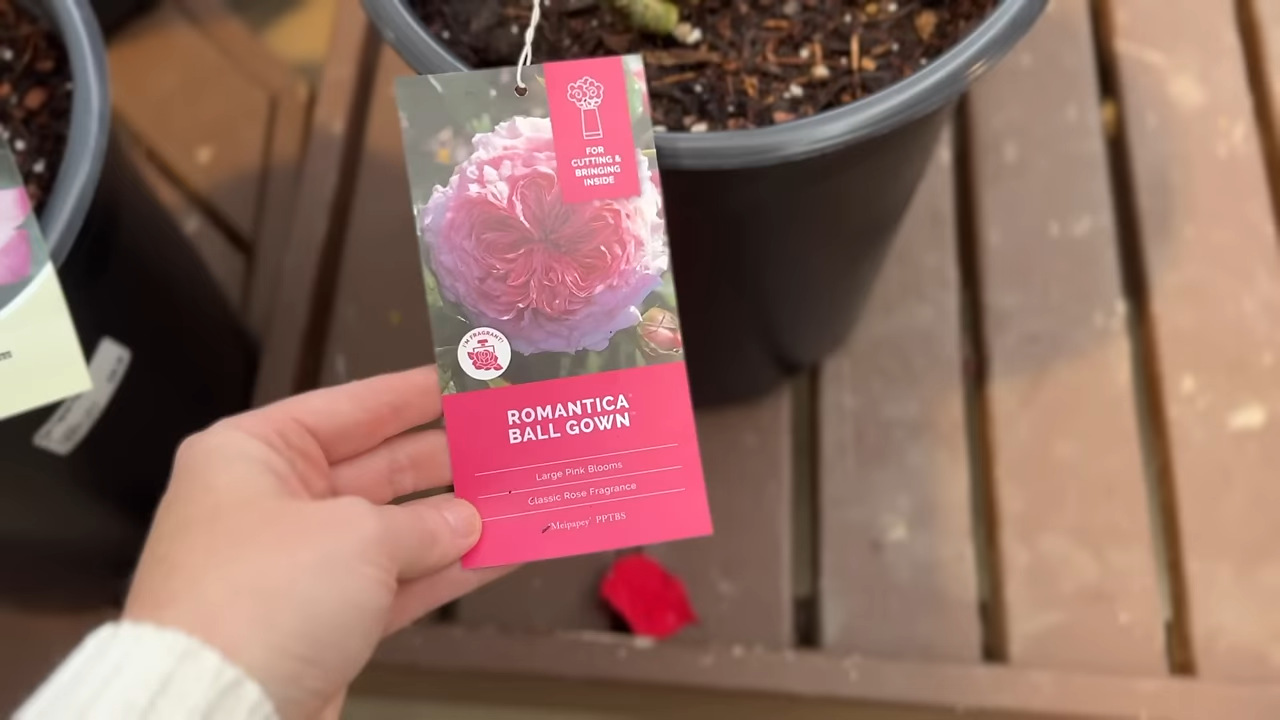 FOR
CUTTING &
BRINGING
INSIDE
I'M FRAGRANT!
ROMANTICA
BALL GOWN
Large Pink Blooms
Classic Rose Fragrance
'Meipapey' PPTBS